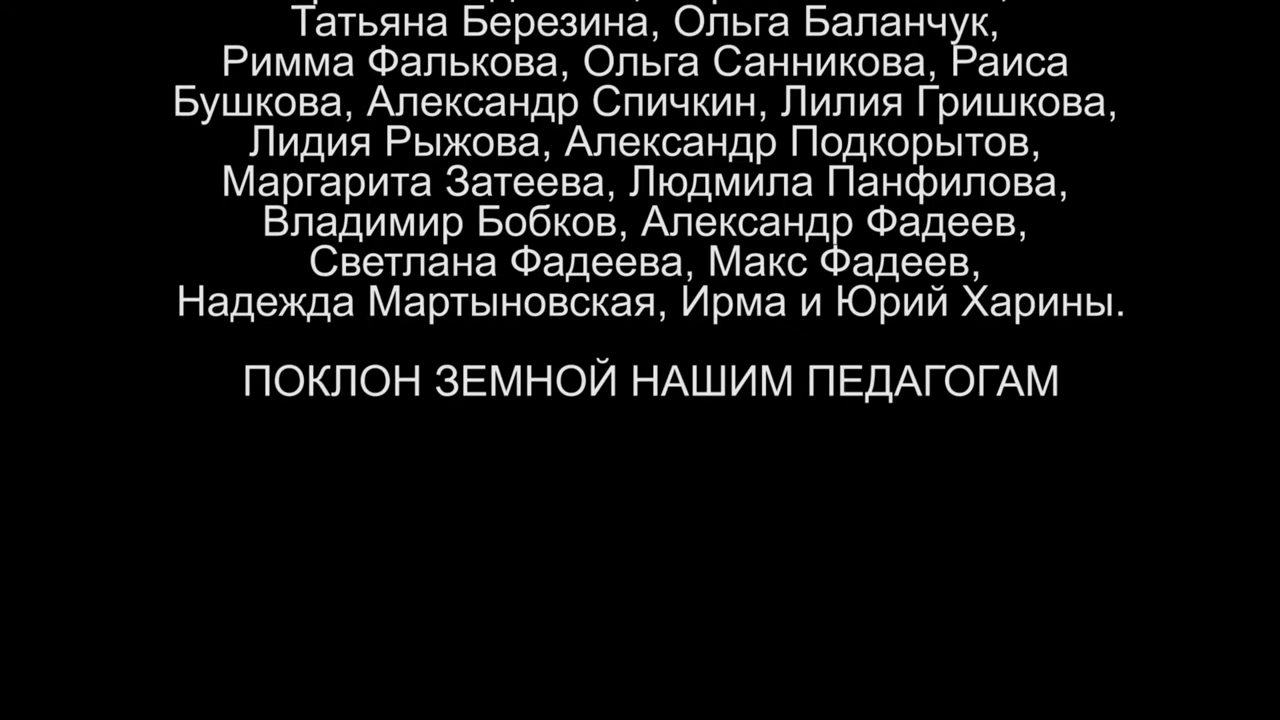 Татьяна Березина, Ольга Баланчук,
Римма Фалькова, Ольга Санникова, Раиса
Бушкова, Александр Спичкин, Лилия Гришкова,
Лидия Рыжова, Александр Подкорытов,
Маргарита Затеева, Людмила Панфилова,
Владимир Бобков, Александр Фадеев,
Светлана Фадеева, Макс Фадеев,
Надежда Мартыновская, Ирма и Юрий Харины.
ПОКЛОН ЗЕМНОЙ НАШИМ ПЕДАГОГАМ